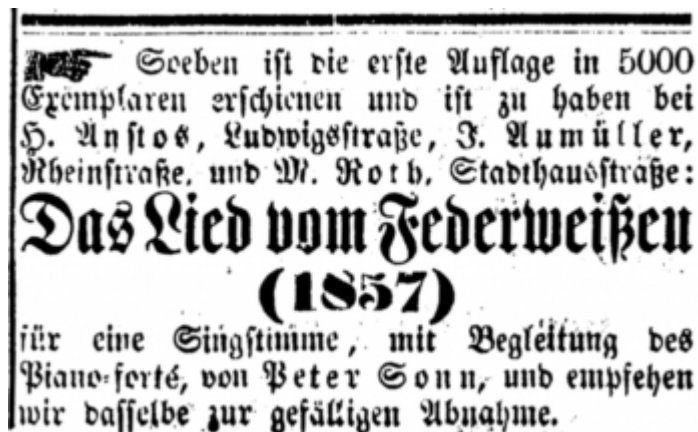 Soeben ist die erste Auflage in 5000
Exemplaren erschienen und ist zu haben bei
H. Anstos, Ludwigsstraße, J. Aumüller,
Rheinstraße, und M. Roth, Stadthausstraße:
Das Lied vom Federweißen
(1857)
für eine Singstimme, mit Begleitung des
Piano-forté, von Peter Sonn, und empfehen
wir dasselbe zur gefälligen Abnahme.